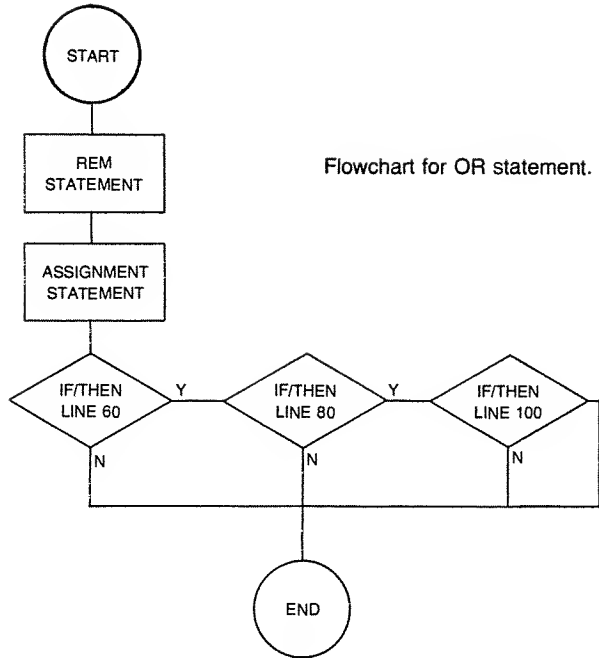 START
REM
STATEMENT
Flowchart for OR statement.
ASSIGNMENT
STATEMENT
IF/THEN
LINE 60
Y
N
IF/THEN
LINE 80
Y
N
IF/THEN
LINE 100
N
END